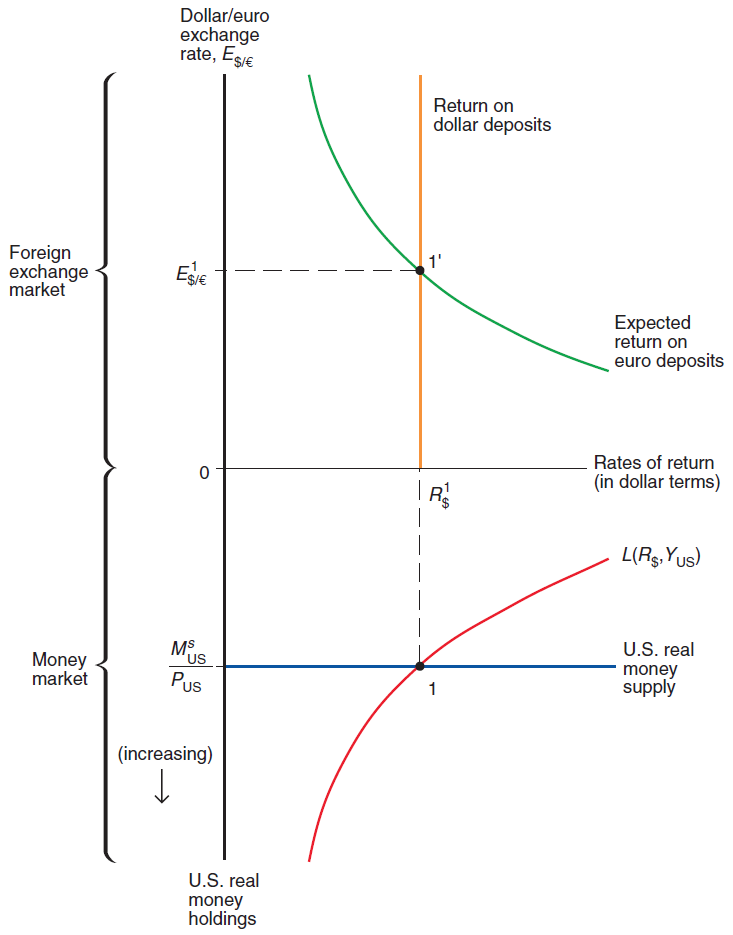 Dollar/euro
exchange
rate, E$/€
Return on
dollar deposits
Foreign
exchange
market
E¹$/€
1'
Expected
return on
euro deposits
0
Rates of return
(in dollar terms)
R¹$
L(R$,YUS)
Money
market
MˢUS
PUS
U.S. real
money
supply
1
(increasing)
U.S. real
money
holdings